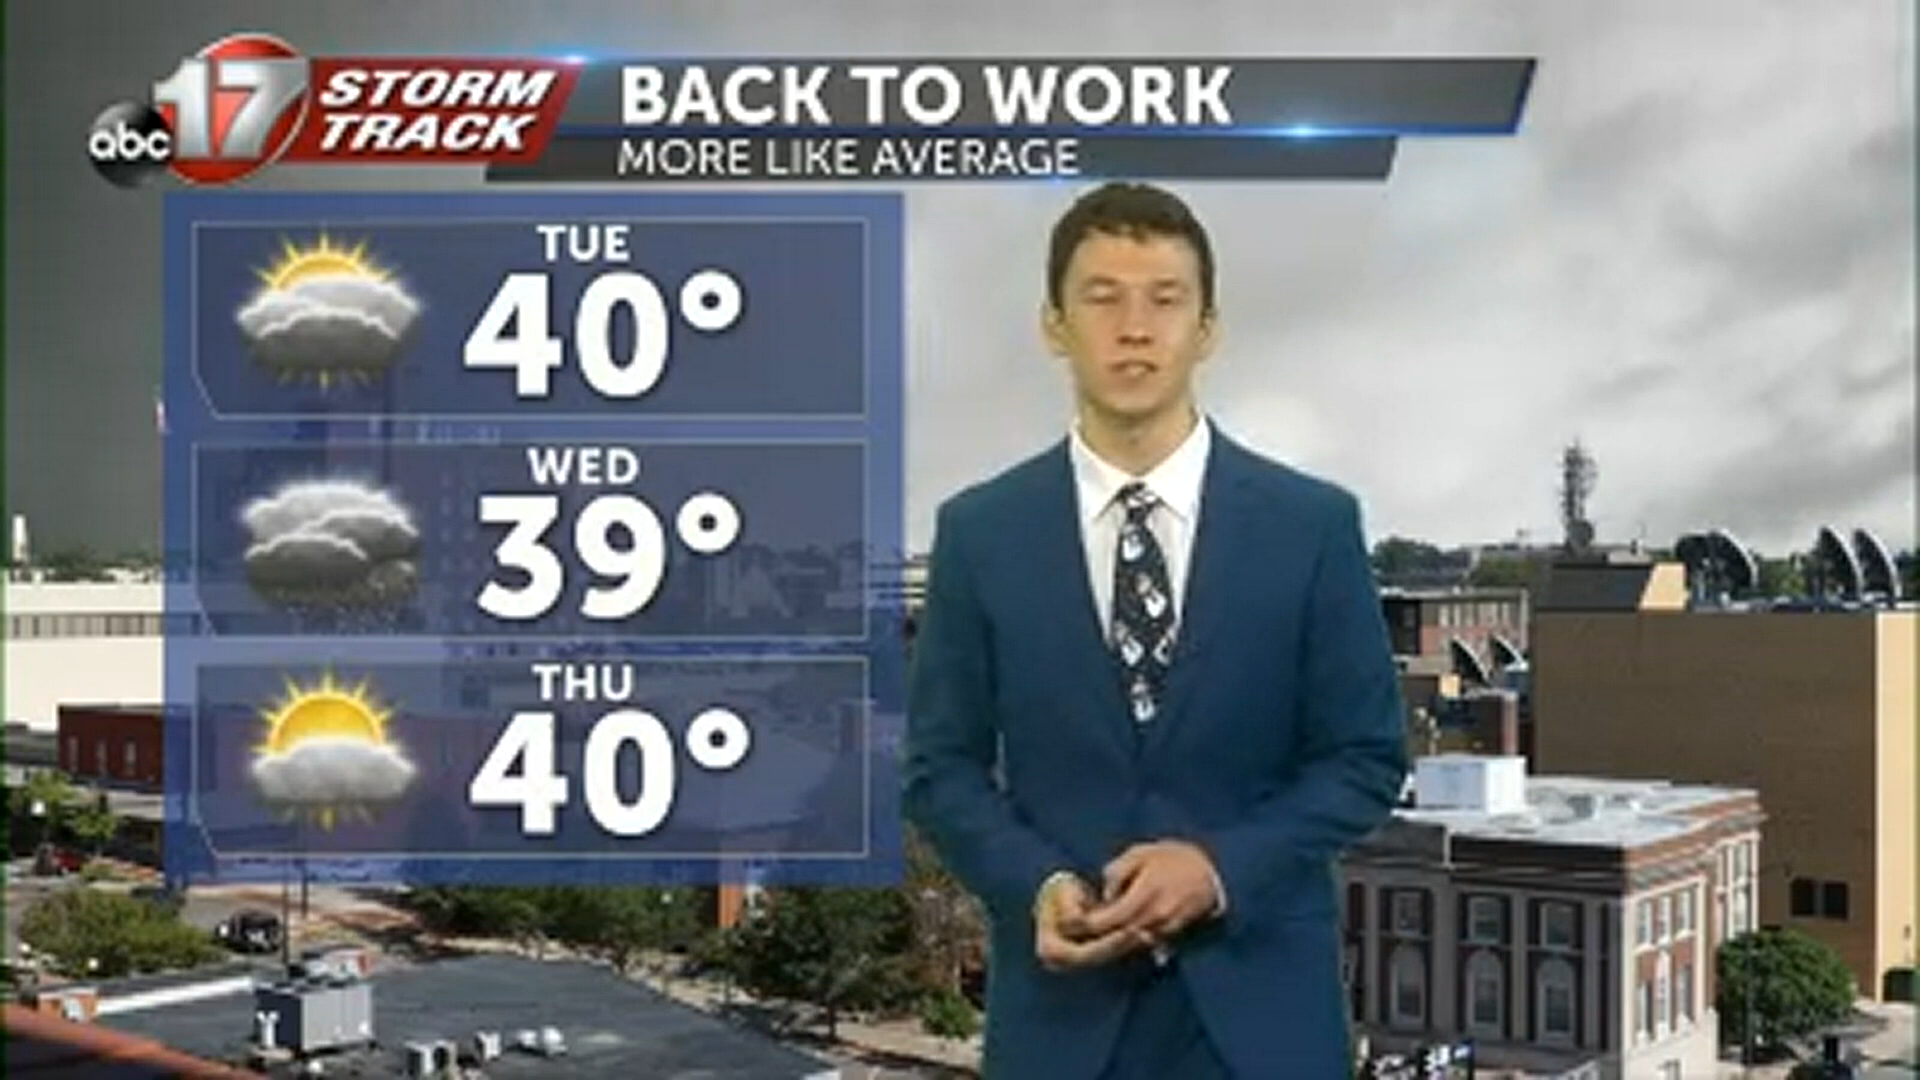 abc 17 STORM TRACK
BACK TO WORK
MORE LIKE AVERAGE
TUE
40°
WED
39°
THU
40°